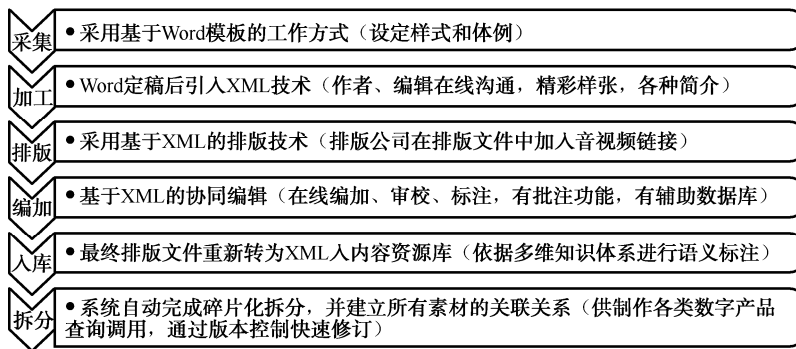 采集
• 采用基于Word模板的工作方式（设定样式和体例）
加工
• Word定稿后引入XML技术（作者、编辑在线沟通，精彩样张，各种简介）
排版
• 采用基于XML的排版技术（排版公司在排版文件中加入音视频链接）
编加
• 基于XML的协同编辑（在线编加、审校、标注，有批注功能，有辅助数据库）
入库
• 最终排版文件重新转为XML人内容资源库（依据多维知识体系进行语义标注）
拆分
• 系统自动完成碎片化拆分，并建立所有素材的关联关系（供制作各类数字产品
查询调用，通过版本控制快速修订）